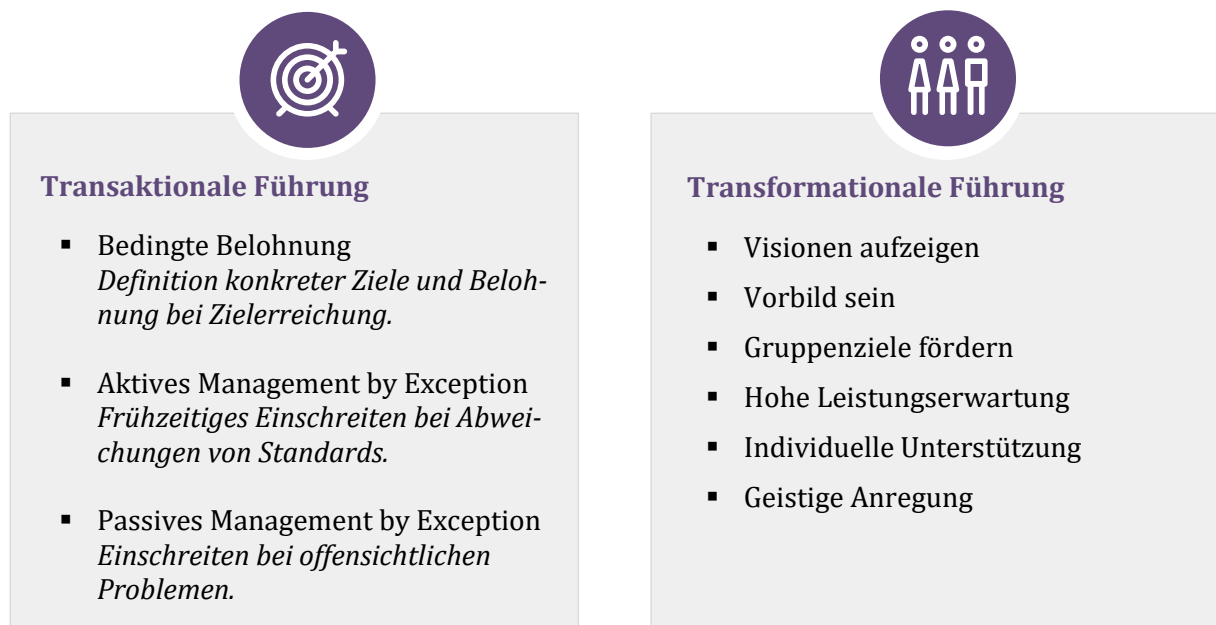 Transaktionale Führung
▪ Bedingte Belohnung
Definition konkreter Ziele und Beloh-
nung bei Zielerreichung.
▪ Aktives Management by Exception
Frühzeitiges Einschreiten bei Abwei-
chungen von Standards.
▪ Passives Management by Exception
Einschreiten bei offensichtlichen
Problemen.
Transformationale Führung
▪ Visionen aufzeigen
▪ Vorbild sein
▪ Gruppenziele fördern
▪ Hohe Leistungserwartung
▪ Individuelle Unterstützung
▪ Geistige Anregung